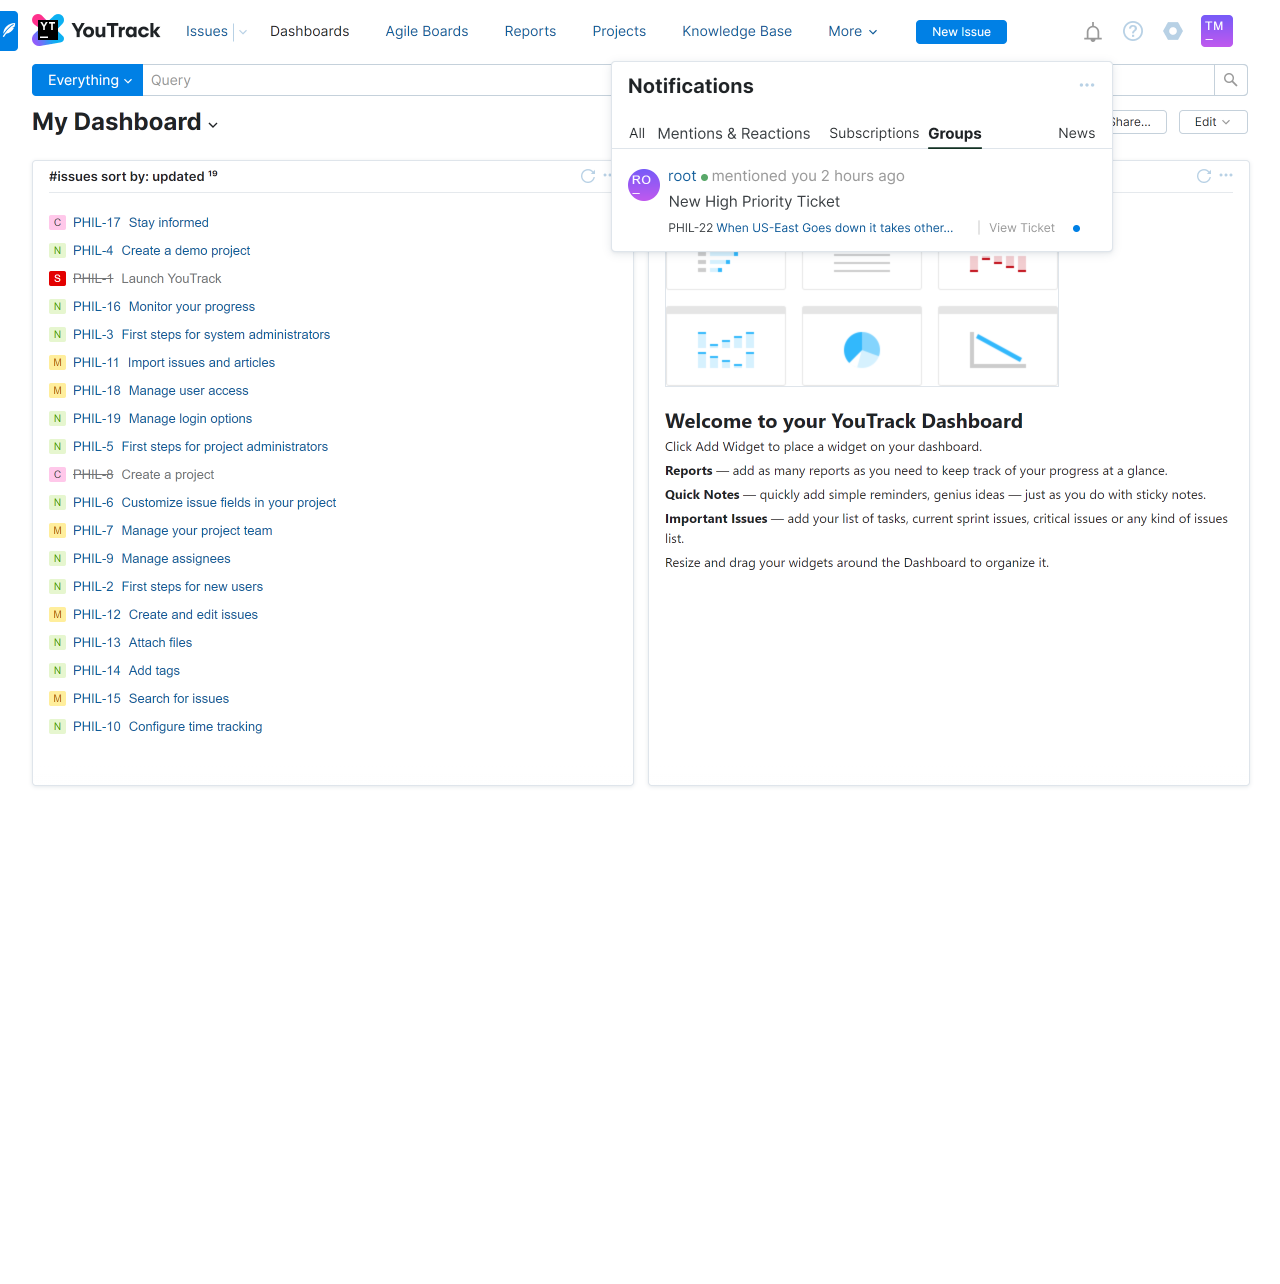 YT YouTrack Issues Dashboards Agile Boards Reports Projects Knowledge Base More New Issue TM
Everything Query
Notifications
My Dashboard
Share... Edit
All Mentions & Reactions Subscriptions Groups News
#issues sort by: updated 19
RO root mentioned you 2 hours ago
New High Priority Ticket
PHIL-22 When US-East Goes down it takes other... View Ticket
C PHIL-17 Stay informed
N PHIL-4 Create a demo project
S PHIL-1 Launch YouTrack
N PHIL-16 Monitor your progress
N PHIL-3 First steps for system administrators
M PHIL-11 Import issues and articles
M PHIL-18 Manage user access
N PHIL-19 Manage login options
N PHIL-5 First steps for project administrators
C PHIL-8 Create a project
N PHIL-6 Customize issue fields in your project
M PHIL-7 Manage your project team
N PHIL-9 Manage assignees
N PHIL-2 First steps for new users
M PHIL-12 Create and edit issues
N PHIL-13 Attach files
N PHIL-14 Add tags
M PHIL-15 Search for issues
N PHIL-10 Configure time tracking
Welcome to your YouTrack Dashboard
Click Add Widget to place a widget on your dashboard.
Reports — add as many reports as you need to keep track of your progress at a glance.
Quick Notes — quickly add simple reminders, genius ideas — just as you do with sticky notes.
Important Issues — add your list of tasks, current sprint issues, critical issues or any kind of issues
list.
Resize and drag your widgets around the Dashboard to organize it.